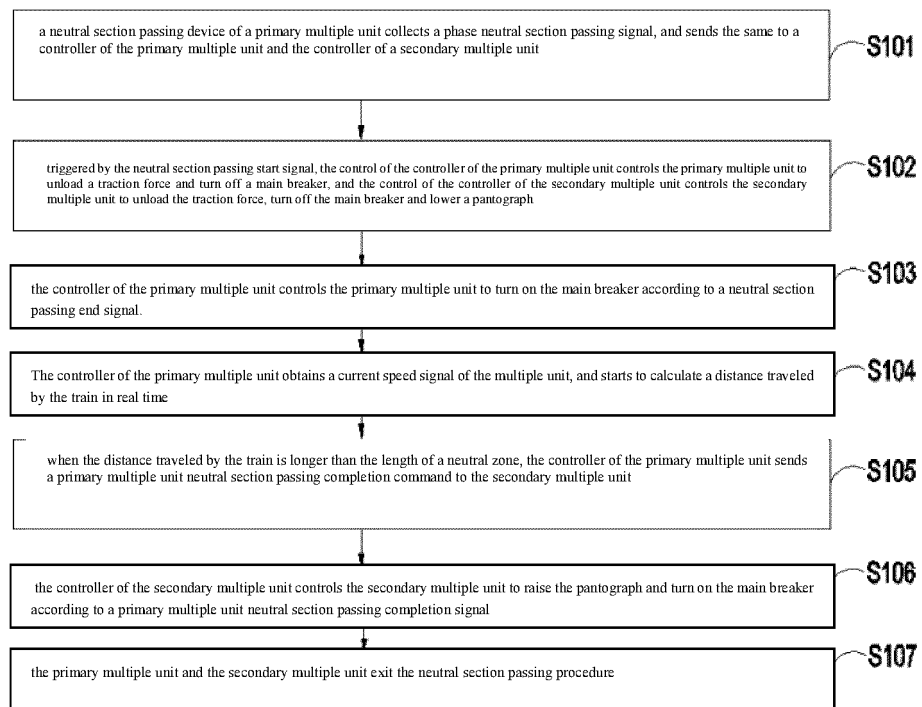 a neutral section passing device of a primary multiple unit collects a phase neutral section passing signal, and sends the same to a
controller of the primary multiple unit and the controller of a secondary multiple unit
S101
triggered by the neutral section passing start signal, the control of the controller of the primary multiple unit controls the primary multiple unit to
unload a traction force and turn off a main breaker, and the control of the controller of the secondary multiple unit controls the secondary
multiple unit to unload the traction force, turn off the main breaker and lower a pantograph
S102
the controller of the primary multiple unit controls the primary multiple unit to turn on the main breaker according to a neutral section
passing end signal.
S103
The controller of the primary multiple unit obtains a current speed signal of the multiple unit, and starts to calculate a distance traveled
by the train in real time
S104
when the distance traveled by the train is longer than the length of a neutral zone, the controller of the primary multiple unit sends
a primary multiple unit neutral section passing completion command to the secondary multiple unit
S105
the controller of the secondary multiple unit controls the secondary multiple unit to raise the pantograph and turn on the main breaker
according to a primary multiple unit neutral section passing completion signal
S106
the primary multiple unit and the secondary multiple unit exit the neutral section passing procedure
S107